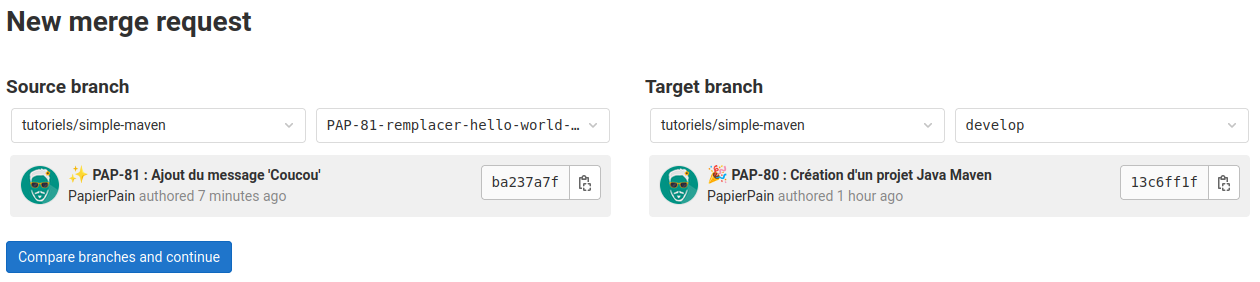 New merge request
Source branch
Target branch
tutoriels/simple-maven
PAP-81-remplacer-hello-world-…
tutoriels/simple-maven
develop
✨ PAP-81 : Ajout du message 'Coucou'
PapierPain authored 7 minutes ago
ba237a7f
🎉 PAP-80 : Création d'un projet Java Maven
PapierPain authored 1 hour ago
13c6ff1f
Compare branches and continue